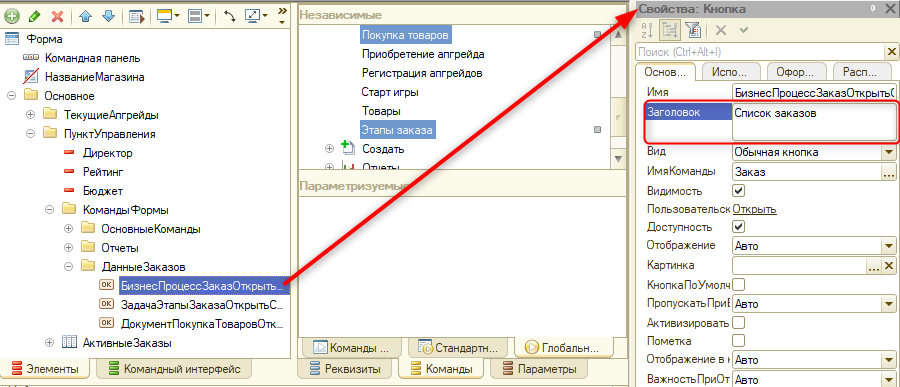 Форма
Командная панель
НазваниеМагазина
Основное
ТекущиеАпгрейды
ПунктУправления
Директор
Рейтинг
Бюджет
КомандыФормы
ОсновныеКоманды
Отчеты
ДанныеЗаказов
БизнесПроцессЗаказОткрыть...
ЗадачаЭтапыЗаказаОткрытьС...
ДокументПокупкаТоваровОтк...
АктивныеЗаказы
Элементы
Командный интерфейс
Независимые
Покупка товаров
Приобретение апгрейда
Регистрация апгрейдов
Старт игры
Товары
Этапы заказа
Создать
Отчеты
Параметризуемые
Команды ...
Стандартн...
Глобальн...
Реквизиты
Команды
Параметры
Свойства: Кнопка
Поиск (Ctrl+Alt+I)
Основ...
Испо...
Офор...
Расп...
Имя БизнесПроцессЗаказОткрытьС
Заголовок Список заказов
Вид Обычная кнопка
ИмяКоманды Заказ ...
Видимость
Пользовательск Открыть
Доступность
Отображение Авто
Картинка ...
КнопкаПоУмолч
ПропускатьПриВ Авто
Активизировать
Пометка
Отображение в к Авто
ВажностьПриОт Авто